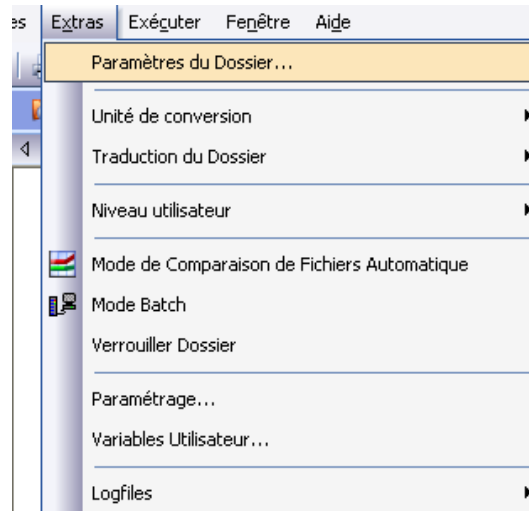 es Extras Exécuter Fenêtre Aide
Paramètres du Dossier...
Unité de conversion
Traduction du Dossier
Niveau utilisateur
Mode de Comparaison de Fichiers Automatique
Mode Batch
Verrouiller Dossier
Paramétrage...
Variables Utilisateur...
Logfiles